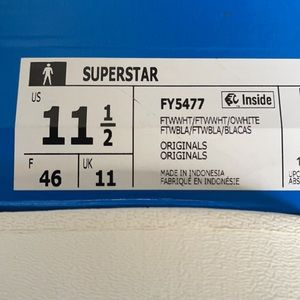 SUPERSTAR
US
11 1/2
F
46
UK
11
FY5477
Inside
FTWWHT/FTWWHT/OWHITE
FTWBLA/FTWBLA/BLACAS
ORIGINALS
ORIGINALS
MADE IN INDONESIA
FABRIQUÉ EN INDONÉSIE
UPC